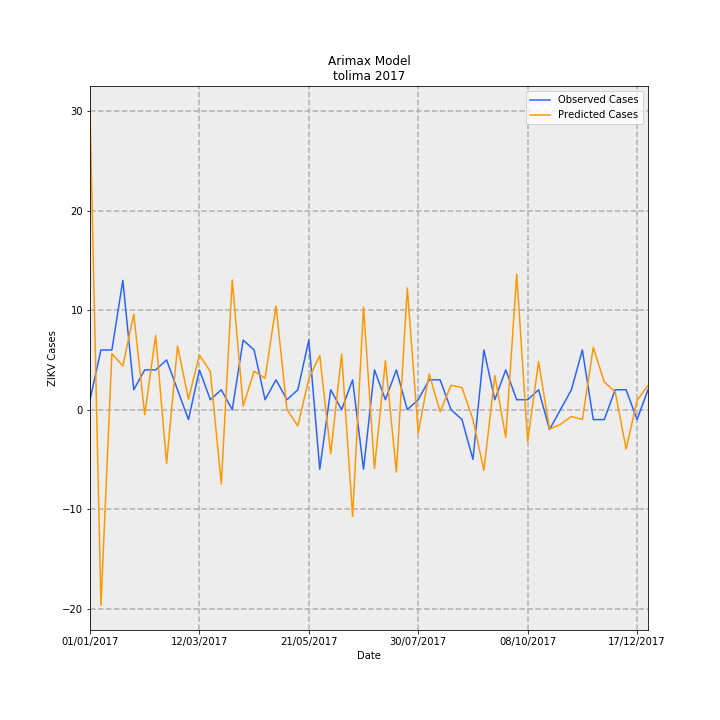 Arimax Model
tolima 2017
Observed Cases
Predicted Cases
30
20
10
0
−10
−20
ZIKV Cases
01/01/2017 12/03/2017 21/05/2017 30/07/2017 08/10/2017 17/12/2017
Date